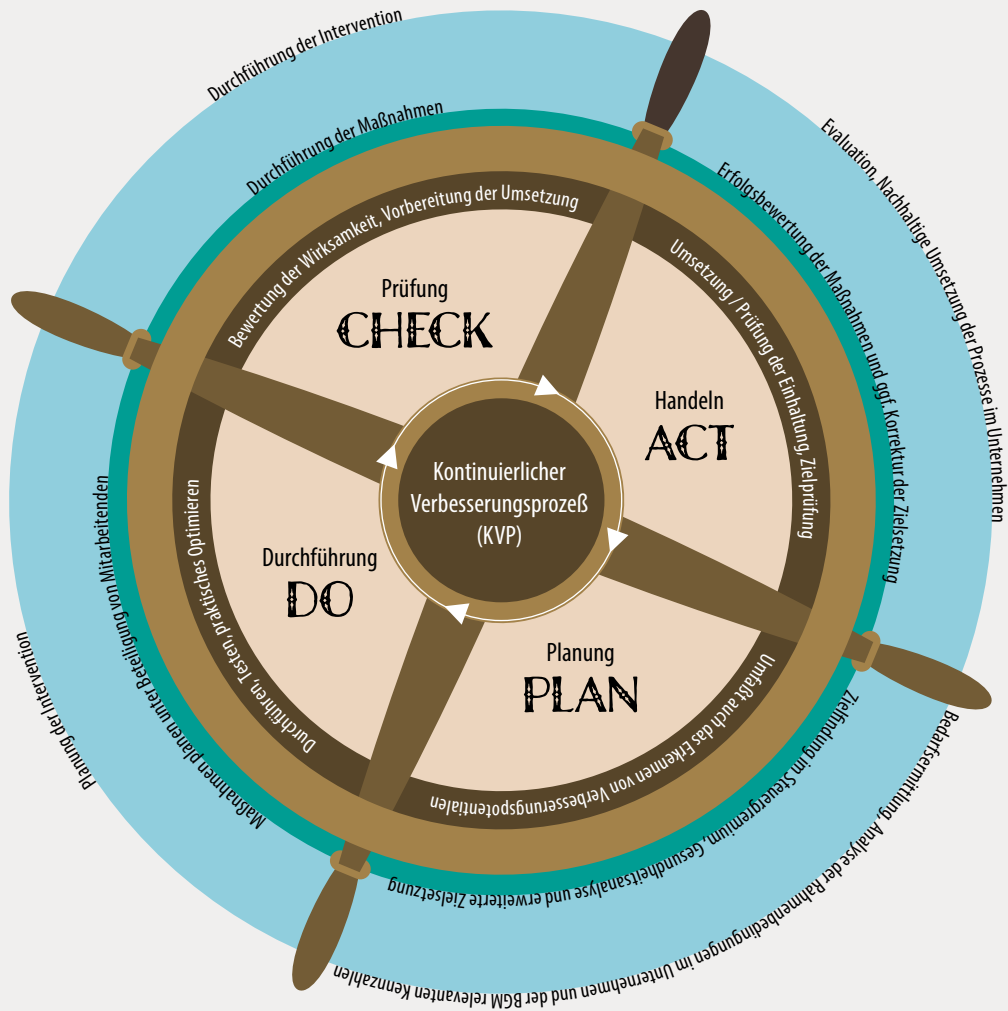 Durchführung der Intervention
Evaluation, Nachhaltige Umsetzung der Prozesse im Unternehmen
Bedarfsermittlung, Analyse der Rahmenbedingungen im Unternehmen und der BGM relevanten Kennzahlen
Planung der Intervention
Durchführung der Maßnahmen
Erfolgsbewertung der Maßnahmen und ggf. Korrektur der Zielsetzung
Zielfindung im Steuergremium, Gesundheitsanalyse und erweiterte Zielsetzung
Maßnahmen planen unter Beteiligung von Mitarbeitenden
Bewertung der Wirksamkeit, Vorbereitung der Umsetzung
Umsetzung / Prüfung der Einhaltung, Zielprüfung
Umfaßt auch das Erkennen von Verbesserungspotentialen
Durchführen, Testen, praktisches Optimieren
Prüfung
CHECK
Handeln
ACT
Planung
PLAN
Durchführung
DO
Kontinuierlicher
Verbesserungsprozeß
(KVP)